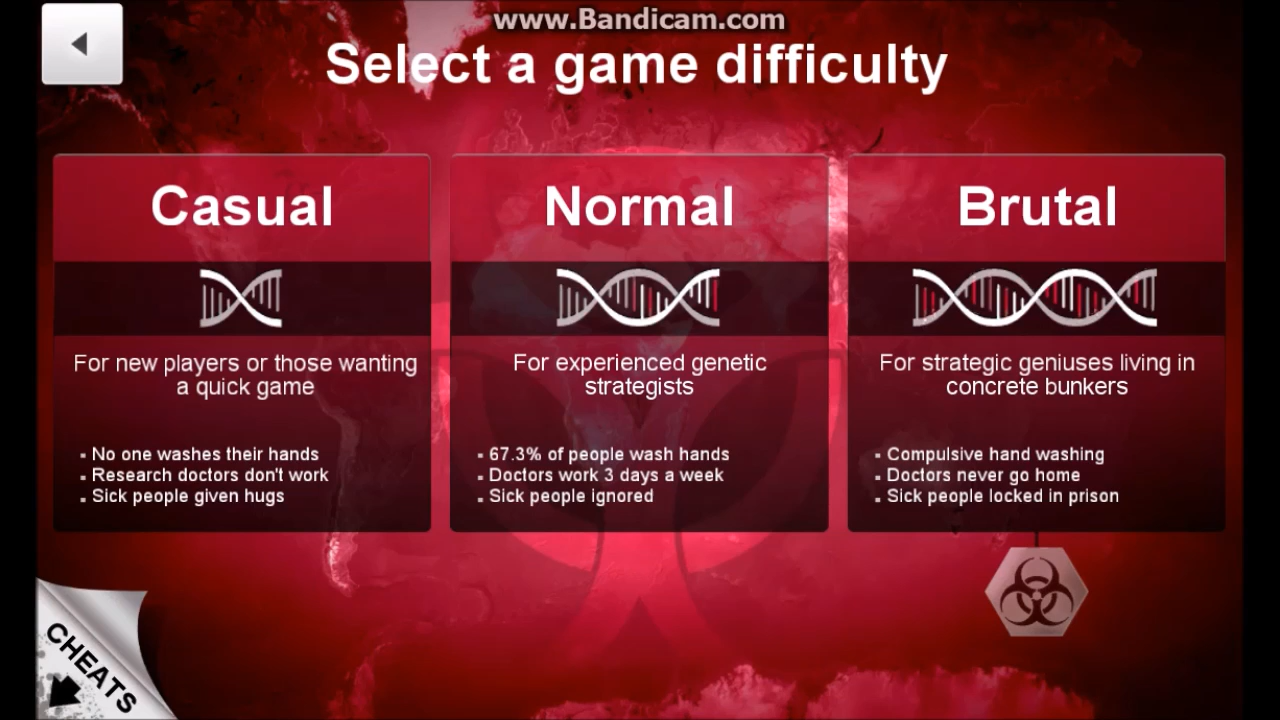 www.Bandicam.com
Select a game difficulty
Casual
For new players or those wanting
a quick game
No one washes their hands
Research doctors don't work
Sick people given hugs
Normal
For experienced genetic
strategists
67.3% of people wash hands
Doctors work 3 days a week
Sick people ignored
Brutal
For strategic geniuses living in
concrete bunkers
Compulsive hand washing
Doctors never go home
Sick people locked in prison
CHEATS